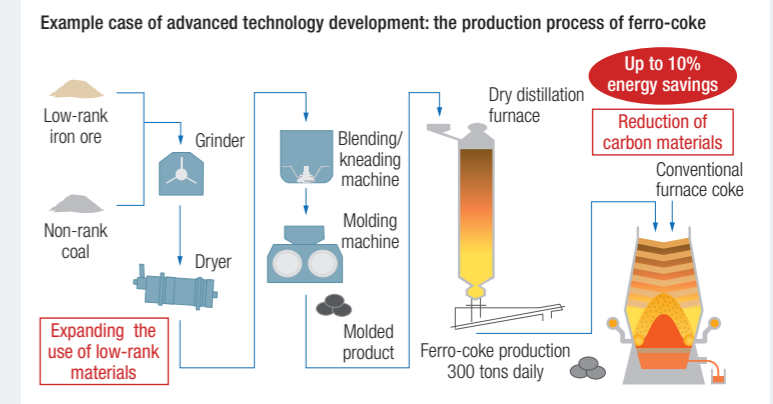 Example case of advanced technology development: the production process of ferro-coke
Low-rank
iron ore
Non-rank
coal
Grinder
Dryer
Expanding the
use of low-rank
materials
Blending/
kneading
machine
Molding
machine
Molded
product
Dry distillation
furnace
Ferro-coke production
300 tons daily
Up to 10%
energy savings
Reduction of
carbon materials
Conventional
furnace coke